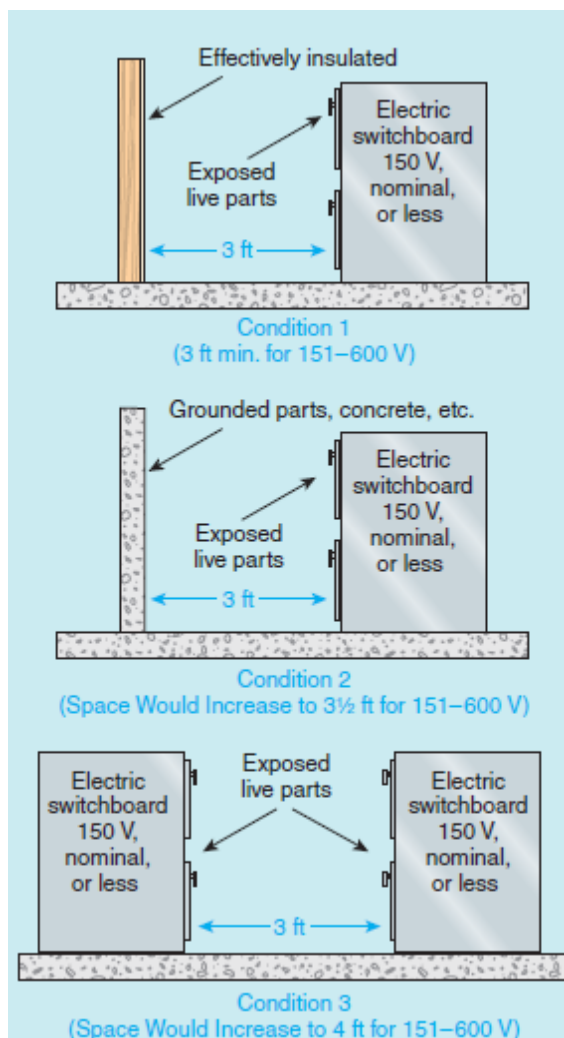 Effectively insulated
Electric
switchboard
150 V,
nominal,
or less
Exposed
live parts
3 ft
Condition 1
(3 ft min. for 151–600 V)
Grounded parts, concrete, etc.
Electric
switchboard
150 V,
nominal,
or less
Exposed
live parts
3 ft
Condition 2
(Space Would Increase to 3½ ft for 151–600 V)
Electric
switchboard
150 V,
nominal,
or less
Exposed
live parts
Electric
switchboard
150 V,
nominal,
or less
3 ft
Condition 3
(Space Would Increase to 4 ft for 151–600 V)